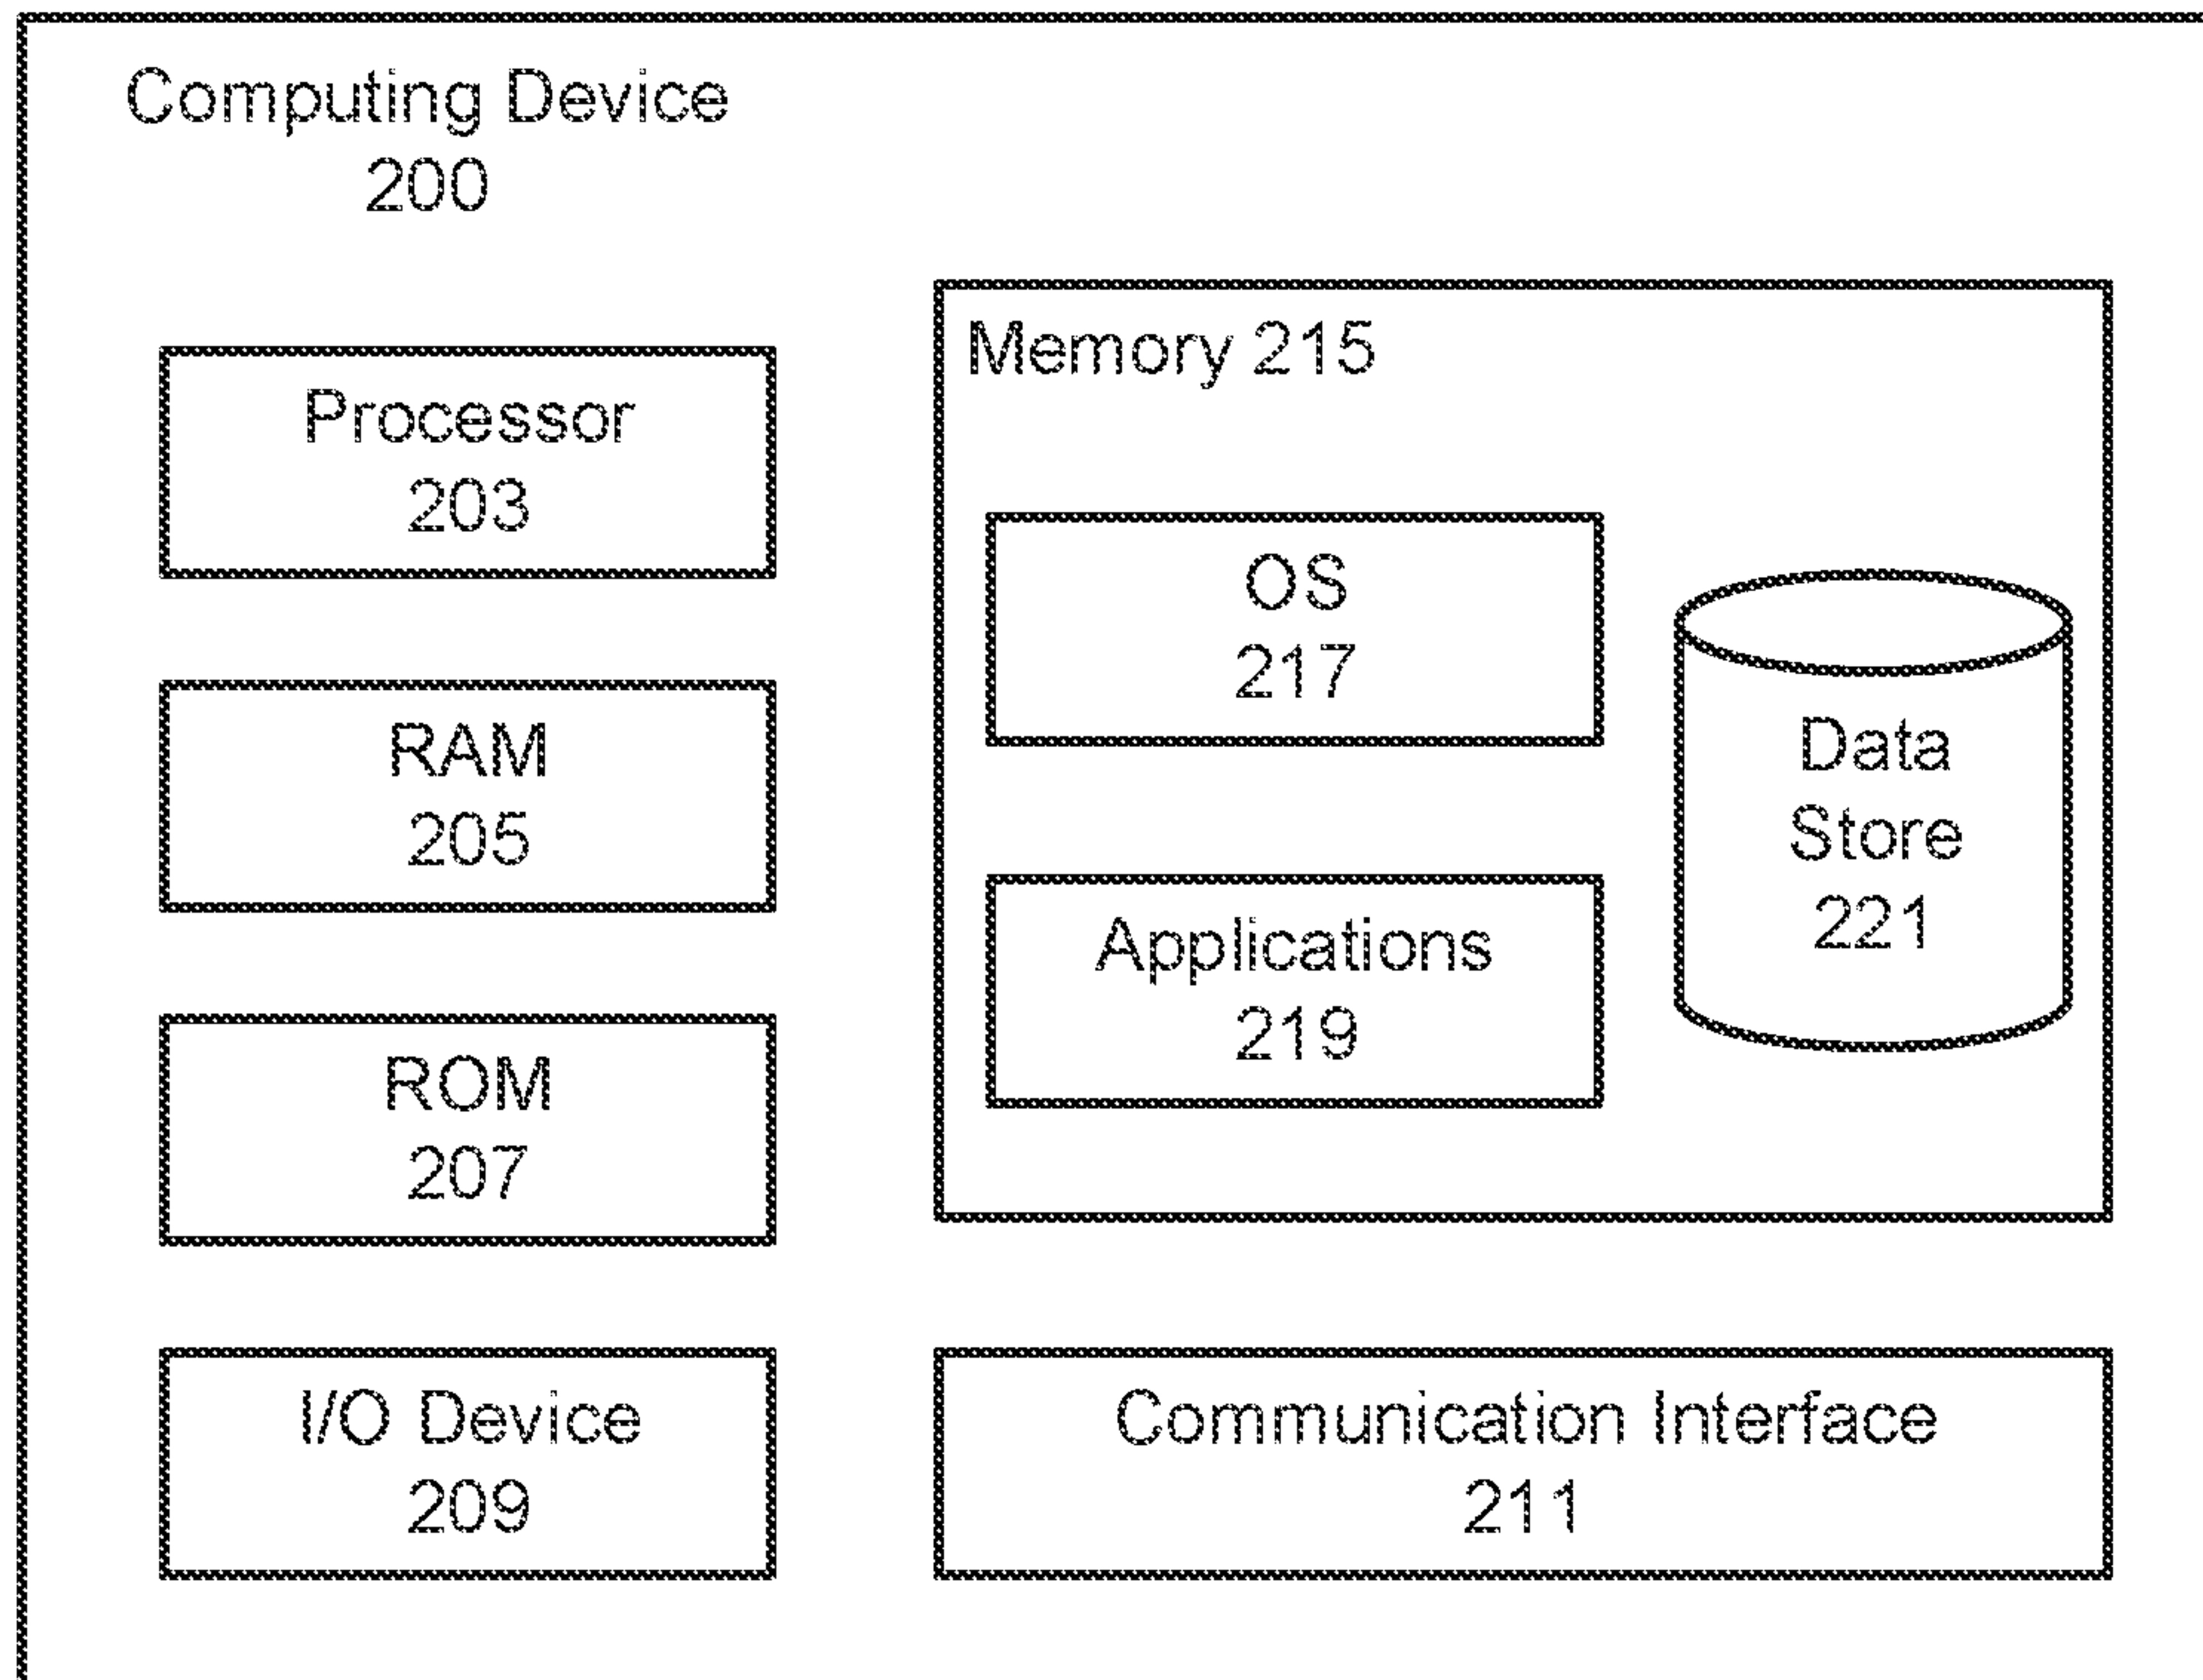 Computing Device
200
Processor
203
RAM
205
ROM
207
I/O Device
209
Memory 215
OS
217
Applications
219
Data
Store
221
Communication Interface
211